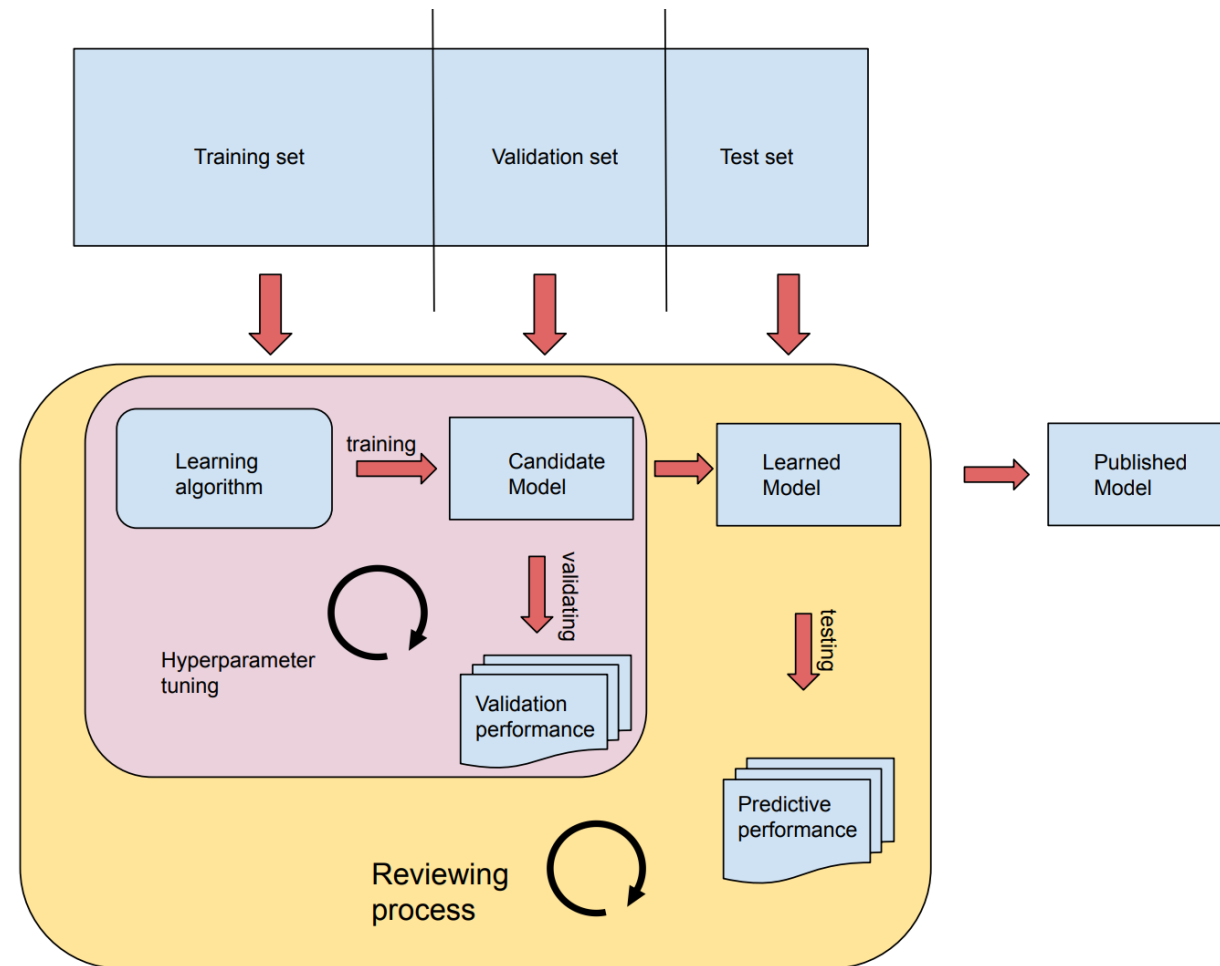 Training set
Validation set
Test set
Learning
algorithm
training
Candidate
Model
Learned
Model
Published
Model
validating
testing
Hyperparameter
tuning
Validation
performance
Predictive
performance
Reviewing
process